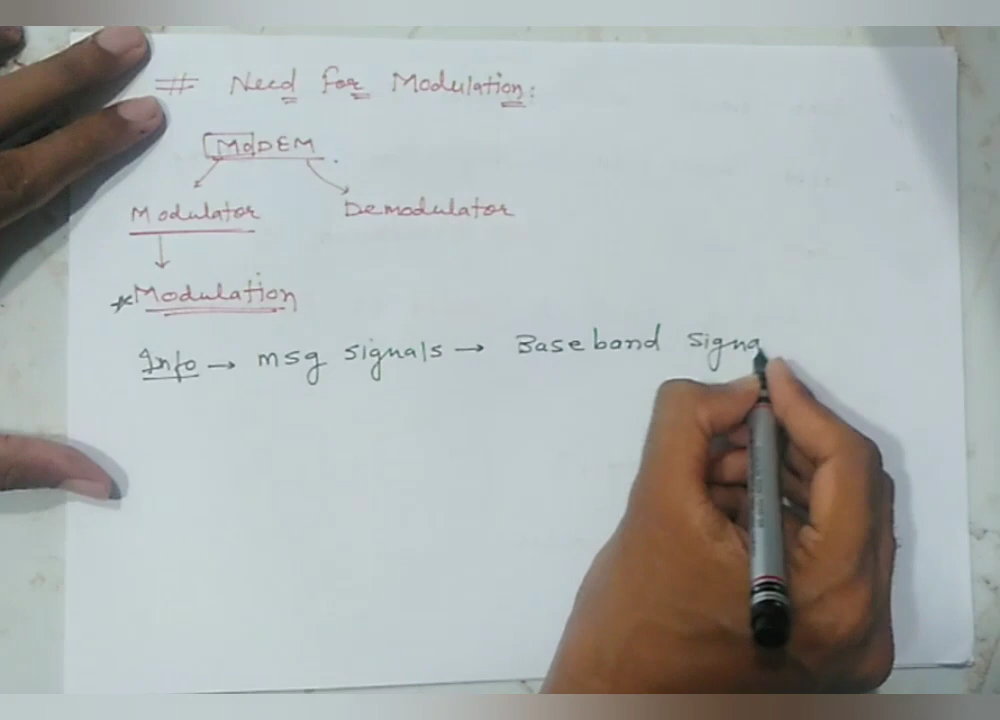 # Need for Modulation:
MoDEM.
Modulator Demodulator
*Modulation
Info → msg signals → Baseband signa